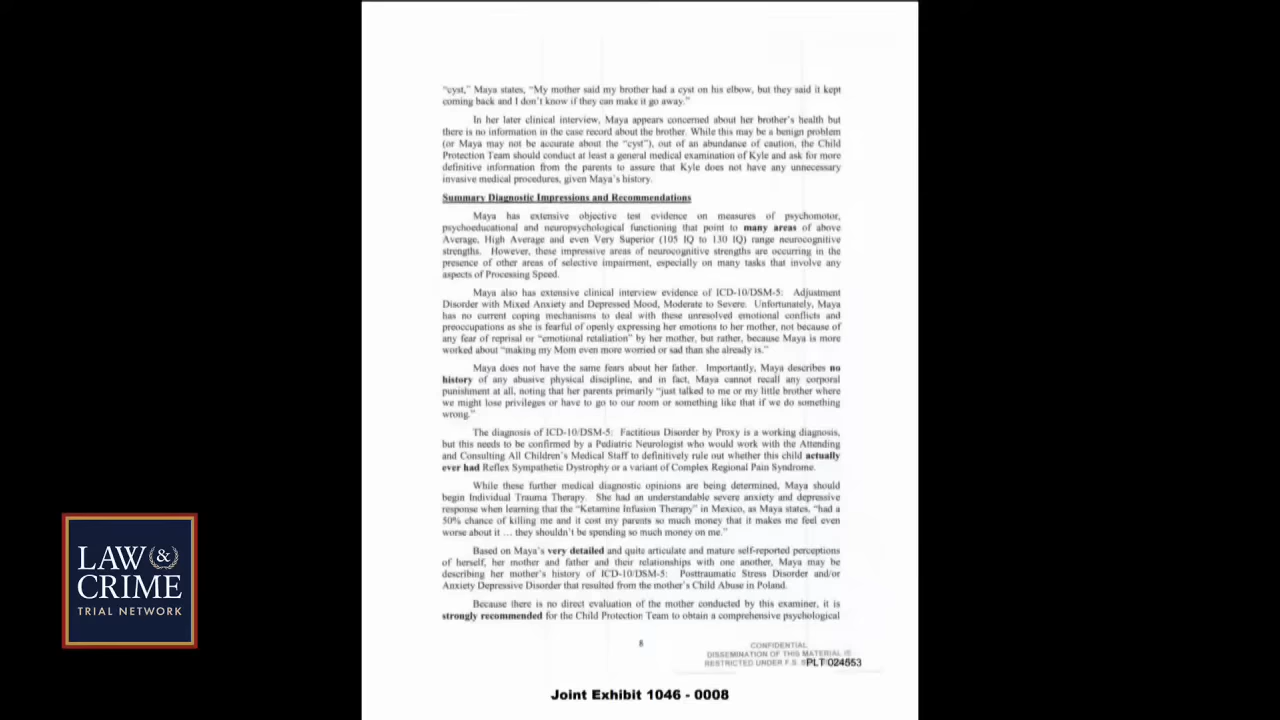 "cyst," Maya states, "My mother said my brother had a cyst on his elbow, but they said it kept
coming back and I don't know if they can make it go away."
In her later clinical interview, Maya appears concerned about her brother's health but
there is no information in the case record about the brother. While this may be a benign problem
(or Maya may not be accurate about the "cyst"), out of an abundance of caution, the Child
Protection Team should conduct at least a general medical examination of Kyle and ask for more
definitive information from the parents to assure that Kyle does not have any unnecessary
invasive medical procedures, given Maya's history.
Summary Diagnostic Impressions and Recommendations
Maya has extensive objective test evidence on measures of psychomotor,
psychoeducational and neuropsychological functioning that point to many areas of above
Average, High Average and even Very Superior (105 IQ to 130 IQ) range neurocognitive
strengths. However, these impressive areas of neurocognitive strengths are occurring in the
presence of other areas of selective impairment, especially on many tasks that involve any
aspects of Processing Speed.
Maya also has extensive clinical interview evidence of ICD-10/DSM-5: Adjustment
Disorder with Mixed Anxiety and Depressed Mood, Moderate to Severe. Unfortunately, Maya
has no current coping mechanisms to deal with these unresolved emotional conflicts and
preoccupations as she is fearful of openly expressing her emotions to her mother, not because of
any fear of reprisal or "emotional retaliation" by her mother, but rather, because Maya is more
worked about "making my Mom even more worried or sad than she already is."
Maya does not have the same fears about her father. Importantly, Maya describes no
history of any abusive physical discipline, and in fact, Maya cannot recall any corporal
punishment at all, noting that her parents primarily "just talked to me or my little brother where
we might lose privileges or have to go to our room or something like that if we do something
wrong."
The diagnosis of ICD-10/DSM-5: Factitious Disorder by Proxy is a working diagnosis,
but this needs to be confirmed by a Pediatric Neurologist who would work with the Attending
and Consulting All Children's Medical Staff to definitively rule out whether this child actually
ever had Reflex Sympathetic Dystrophy or a variant of Complex Regional Pain Syndrome.
While these further medical diagnostic opinions are being determined, Maya should
begin Individual Trauma Therapy. She had an understandable severe anxiety and depressive
response when learning that the "Ketamine Infusion Therapy" in Mexico, as Maya states, "had a
50% chance of killing me and it cost my parents so much money that it makes me feel even
worse about it ... they shouldn't be spending so much money on me."
Based on Maya's very detailed and quite articulate and mature self-reported perceptions
of herself, her mother and father and their relationships with one another, Maya may be
describing her mother's history of ICD-10/DSM-5: Posttraumatic Stress Disorder and/or
Anxiety Depressive Disorder that resulted from the mother's Child Abuse in Poland.
Because there is no direct evaluation of the mother conducted by this examiner, it is
strongly recommended for the Child Protection Team to obtain a comprehensive psychological
8
CONFIDENTIAL
DISSEMINATION OF THIS MATERIAL IS
RESTRICTED UNDER F.S.
PLT 024553
Joint Exhibit 1046 - 0008
LAW &
CRIME
TRIAL NETWORK